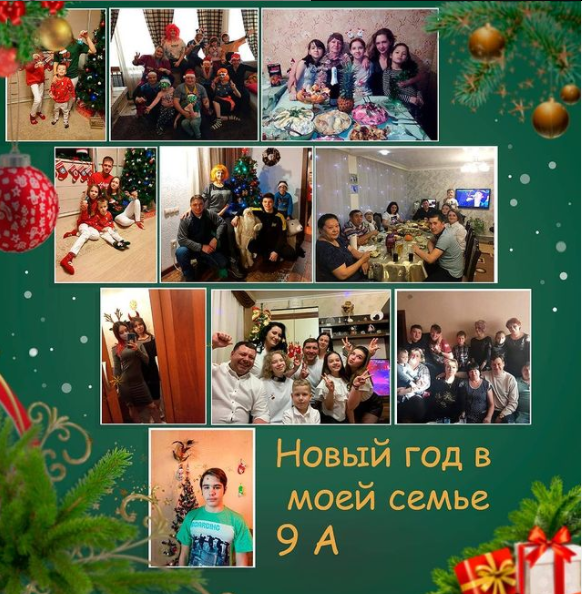 Новый год в
моей семье
9 А